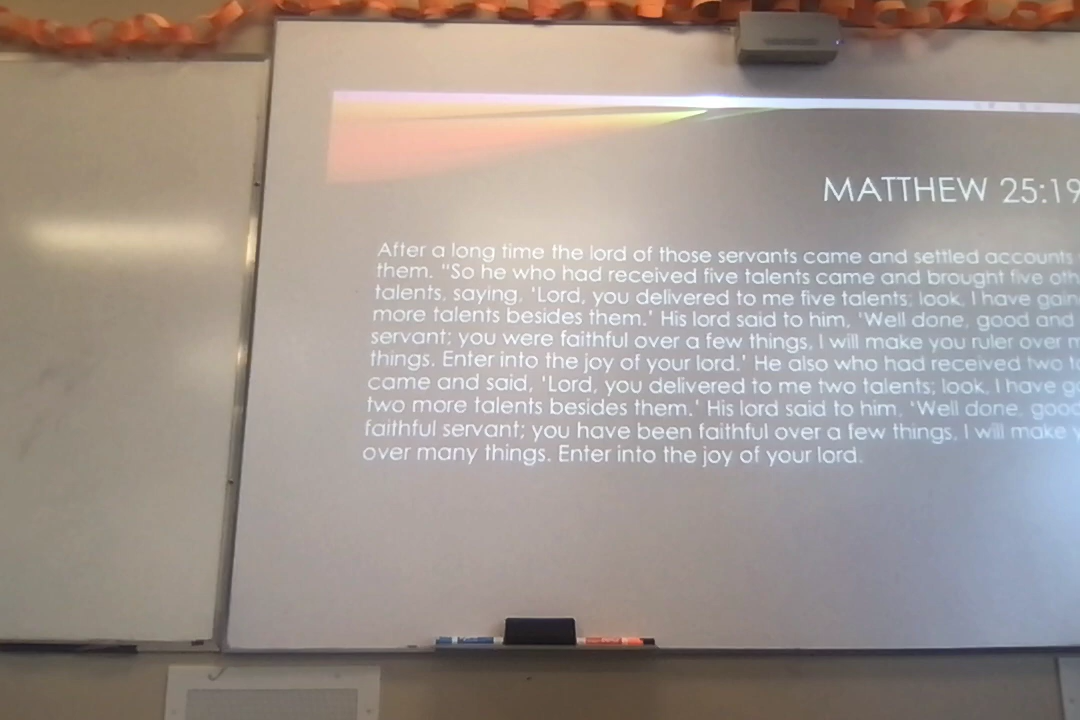 MATTHEW 25:19
After a long time the lord of those servants came and settled accounts
them. "So he who had received five talents came and brought five oth
talents, saying, 'Lord, you delivered to me five talents; look, I have gain
more talents besides them.' His lord said to him, 'Well done, good and
servant; you were faithful over a few things, I will make you ruler over m
things. Enter into the joy of your lord.' He also who had received two t
came and said, 'Lord, you delivered to me two talents; look, I have ga
two more talents besides them.' His lord said to him, 'Well done, good
faithful servant; you have been faithful over a few things, I will make y
over many things. Enter into the joy of your lord.